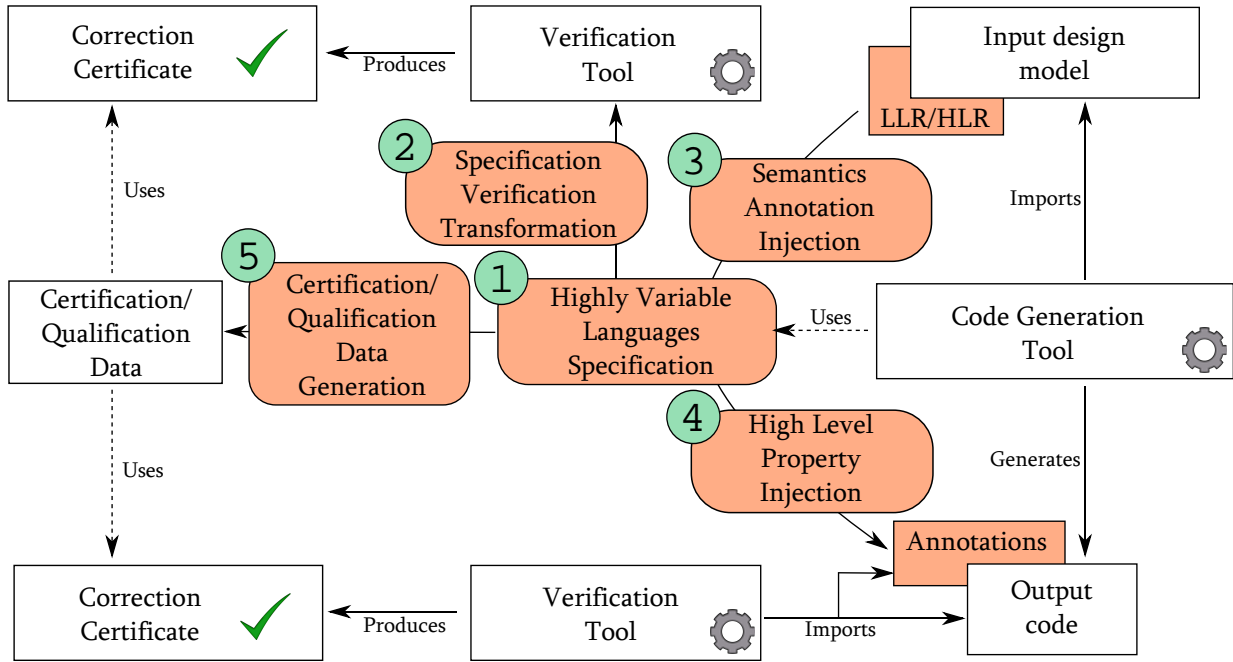 Correction
Certificate
Produces
Verification
Tool
Input design
model
LLR/HLR
2
Specification
Verification
Transformation
3
Semantics
Annotation
Injection
Uses
Imports
5
Certification/
Qualification
Data
Generation
1
Highly Variable
Languages
Specification
Certification/
Qualification
Data
Uses
Code Generation
Tool
4
High Level
Property
Injection
Uses
Generates
Annotations
Output
code
Correction
Certificate
Produces
Verification
Tool
Imports